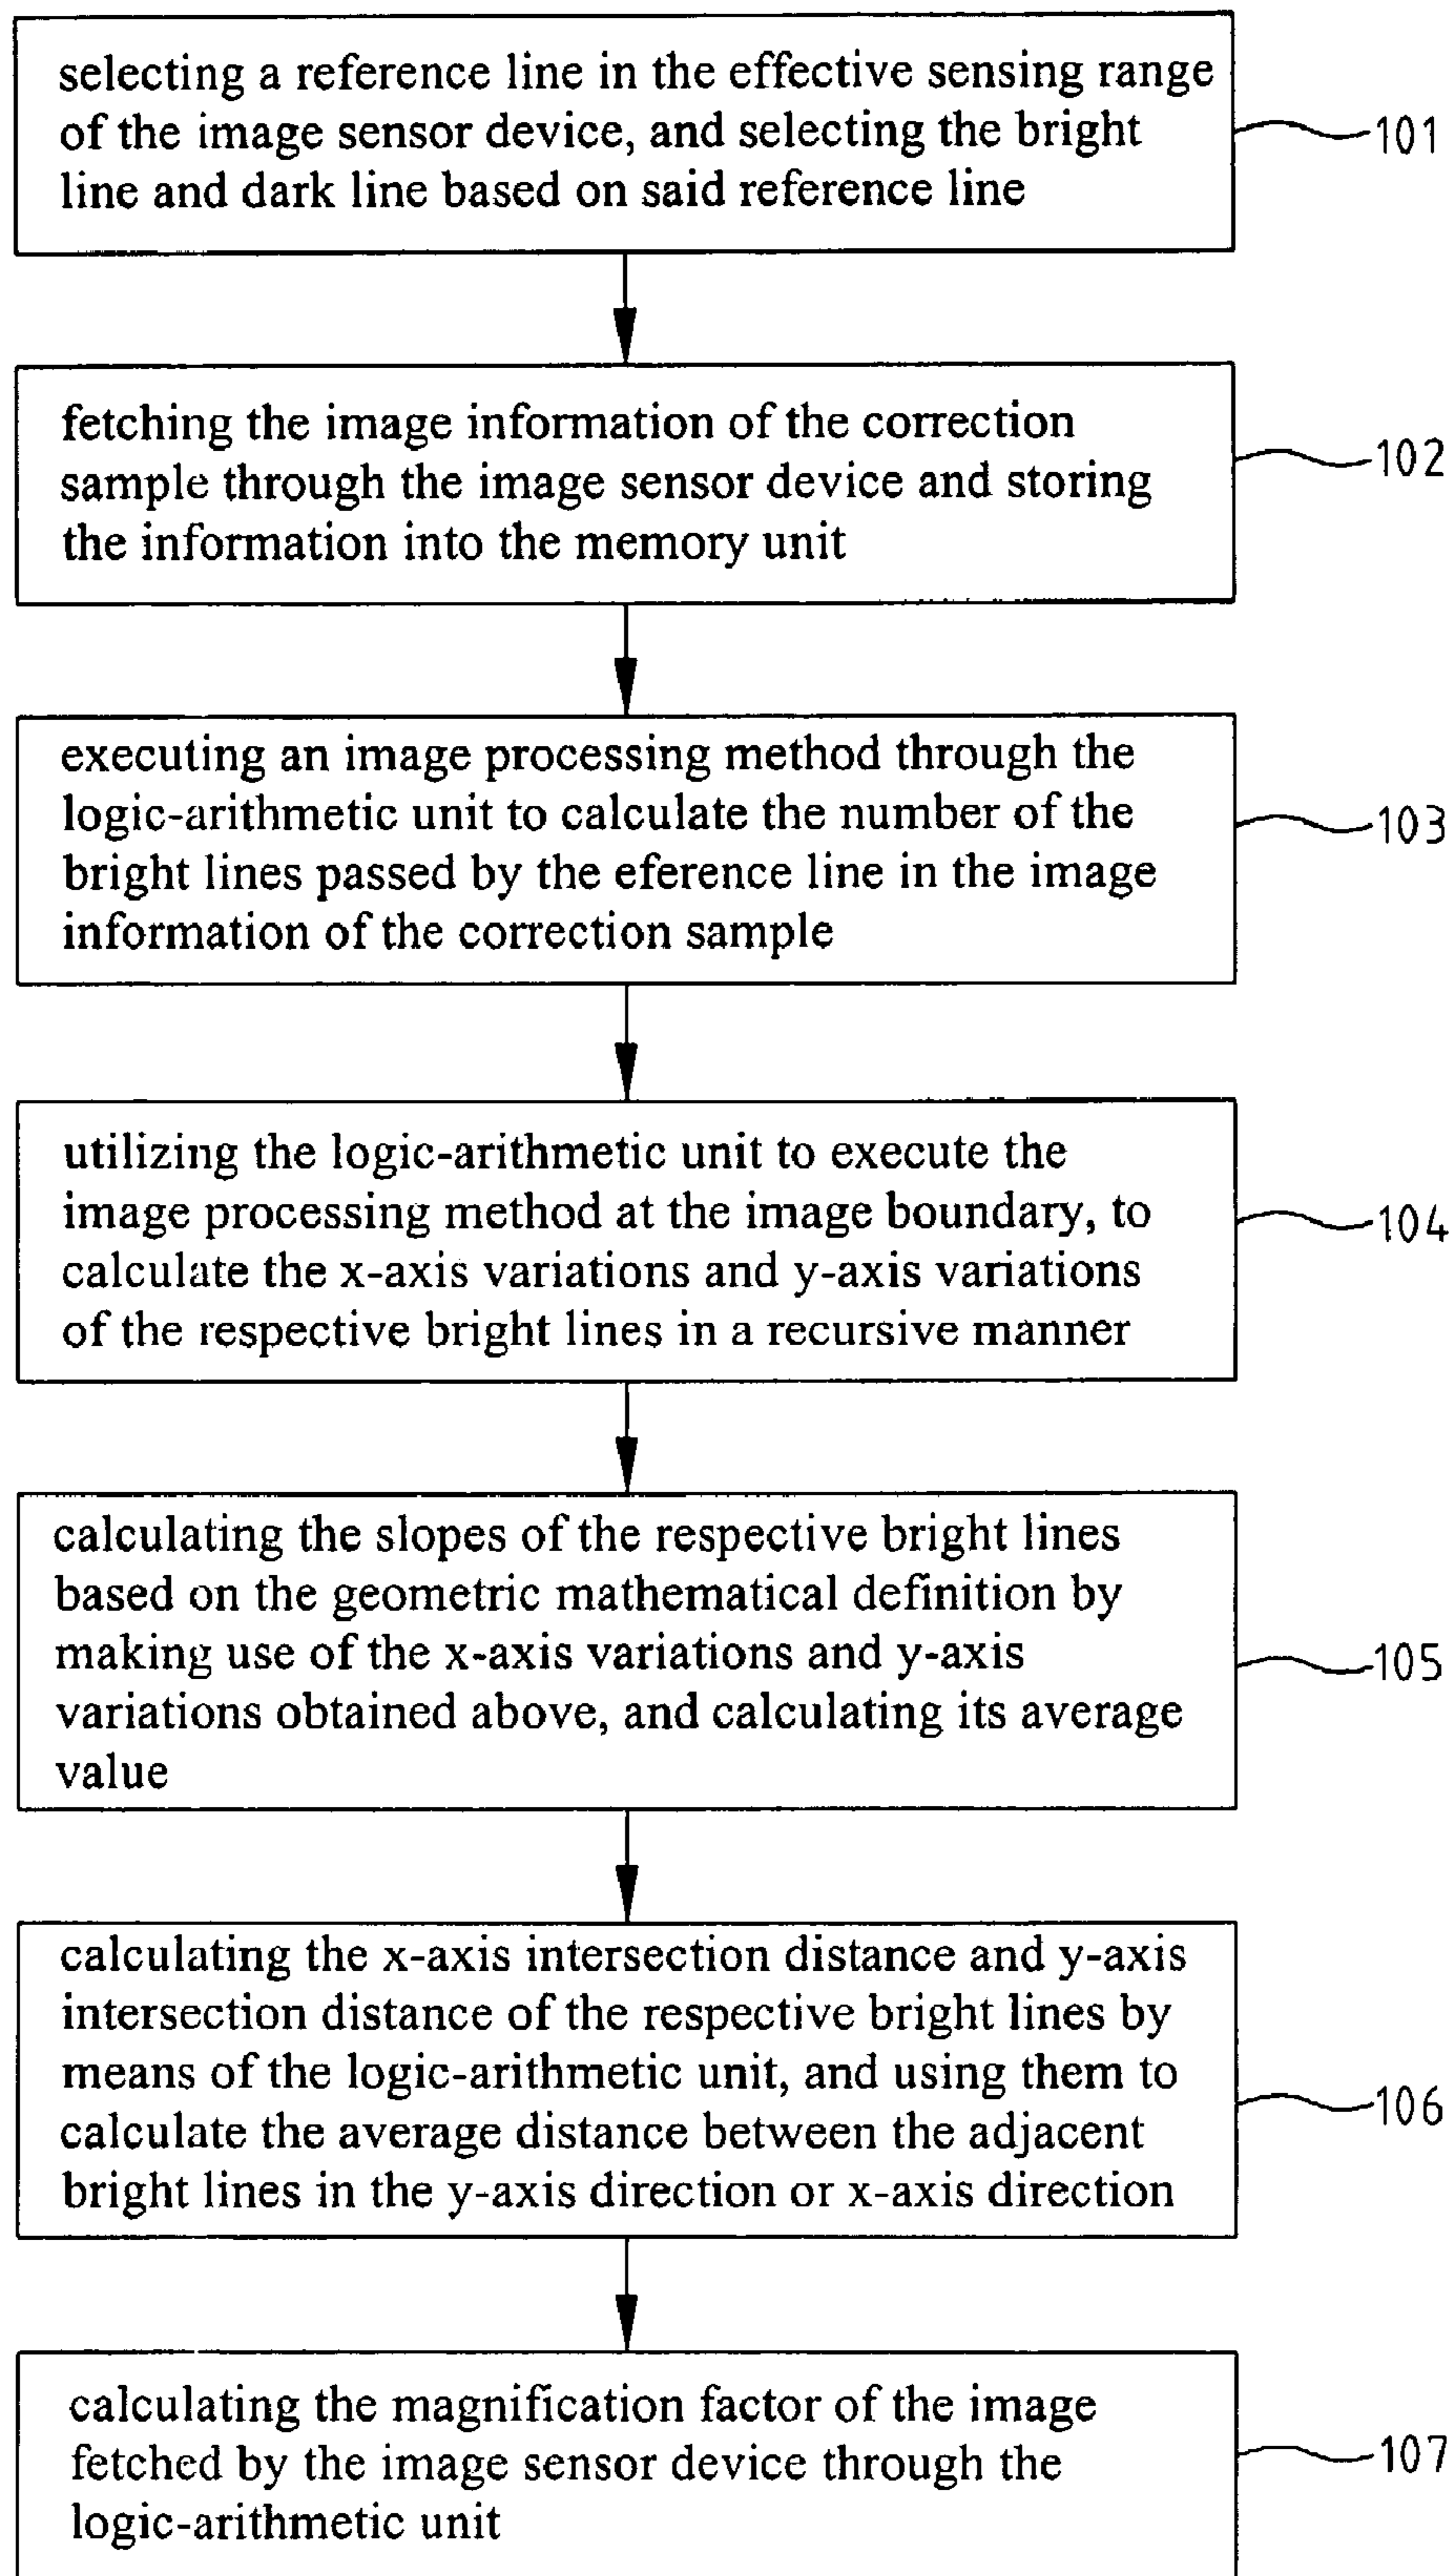 selecting a reference line in the effective sensing range
of the image sensor device, and selecting the bright
line and dark line based on said reference line
101
fetching the image information of the correction
sample through the image sensor device and storing
the information into the memory unit
102
executing an image processing method through the
logic-arithmetic unit to calculate the number of the
bright lines passed by the eference line in the image
information of the correction sample
103
utilizing the logic-arithmetic unit to execute the
image processing method at the image boundary, to
calculate the x-axis variations and y-axis variations
of the respective bright lines in a recursive manner
104
calculating the slopes of the respective bright lines
based on the geometric mathematical definition by
making use of the x-axis variations and y-axis
variations obtained above, and calculating its average
value
105
calculating the x-axis intersection distance and y-axis
intersection distance of the respective bright lines by
means of the logic-arithmetic unit, and using them to
calculate the average distance between the adjacent
bright lines in the y-axis direction or x-axis direction
106
calculating the magnification factor of the image
fetched by the image sensor device through the
logic-arithmetic unit
107